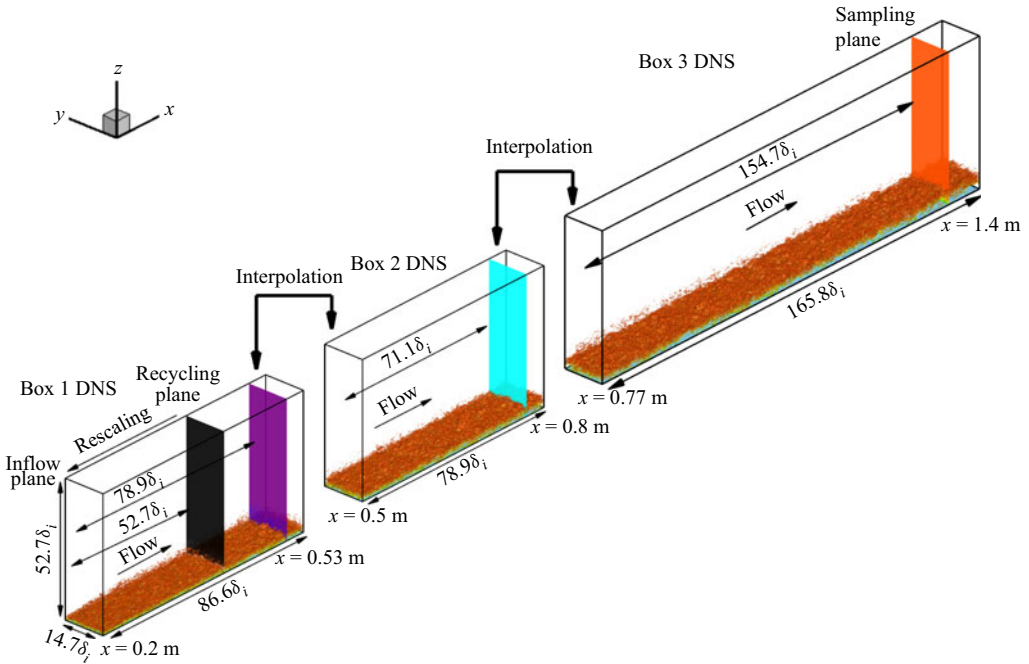 Sampling
plane
Box 3 DNS
z
y
x
Interpolation
154.7δi
Flow
x = 1.4 m
165.8δi
x = 0.77 m
Interpolation
Box 2 DNS
71.1δi
Flow
x = 0.8 m
78.9δi
x = 0.5 m
Box 1 DNS
Recycling
plane
Rescaling
Inflow
plane
78.9δi
52.7δi
Flow
52.7δi
x = 0.53 m
86.6δi
14.7δi
x = 0.2 m